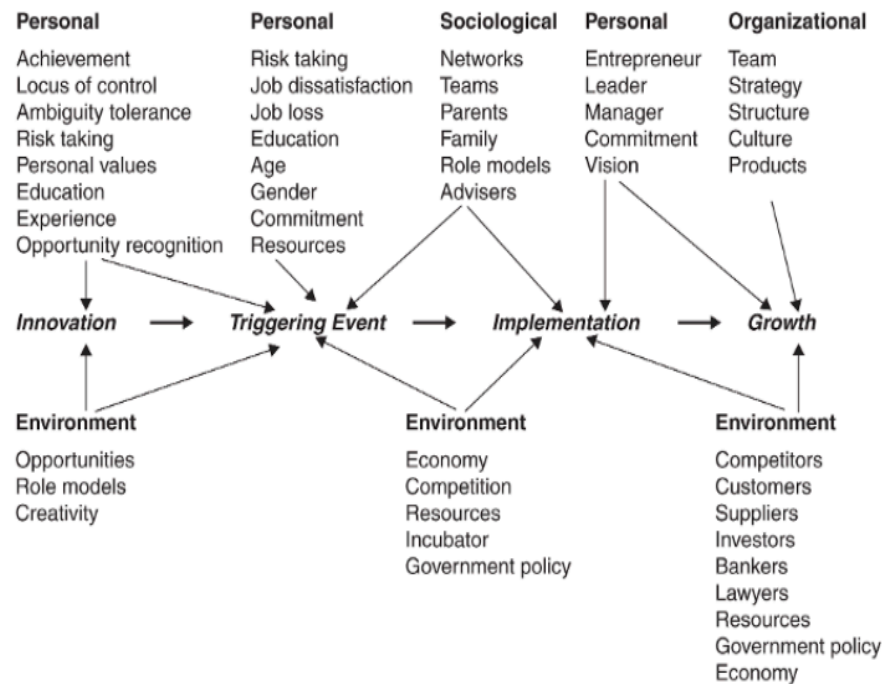 Personal
Achievement
Locus of control
Ambiguity tolerance
Risk taking
Personal values
Education
Experience
Opportunity recognition
Personal
Risk taking
Job dissatisfaction
Job loss
Education
Age
Gender
Commitment
Resources
Sociological
Networks
Teams
Parents
Family
Role models
Advisers
Personal
Entrepreneur
Leader
Manager
Commitment
Vision
Organizational
Team
Strategy
Structure
Culture
Products
Innovation
Triggering Event
Implementation
Growth
Environment
Opportunities
Role models
Creativity
Environment
Economy
Competition
Resources
Incubator
Government policy
Environment
Competitors
Customers
Suppliers
Investors
Bankers
Lawyers
Resources
Government policy
Economy